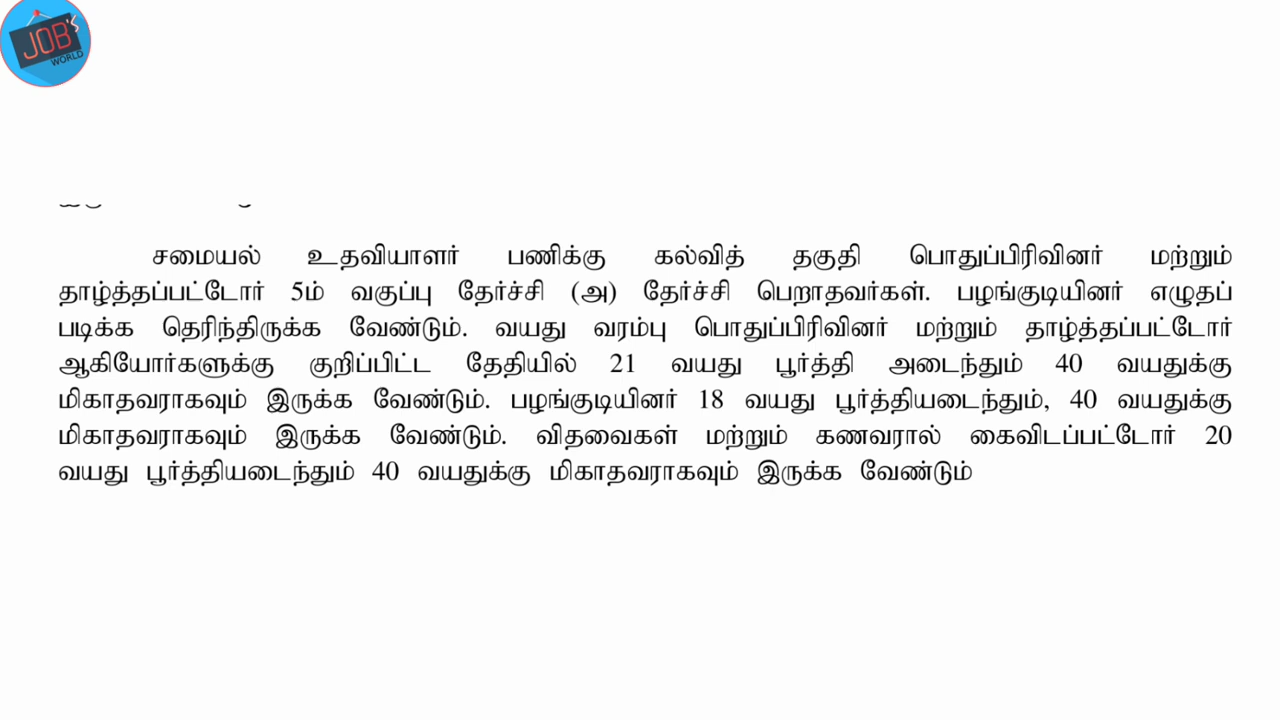 JOB'S
WORLD
சமையல் உதவியாளர் பணிக்கு கல்வித் தகுதி பொதுப்பிரிவினர் மற்றும்
தாழ்த்தப்பட்டோர் 5ம் வகுப்பு தேர்ச்சி (அ) தேர்ச்சி பெறாதவர்கள். பழங்குடியினர் எழுதப்
படிக்க தெரிந்திருக்க வேண்டும். வயது வரம்பு பொதுப்பிரிவினர் மற்றும் தாழ்த்தப்பட்டோர்
ஆகியோர்களுக்கு குறிப்பிட்ட தேதியில் 21 வயது பூர்த்தி அடைந்தும் 40 வயதுக்கு
மிகாதவராகவும் இருக்க வேண்டும். பழங்குடியினர் 18 வயது பூர்த்தியடைந்தும், 40 வயதுக்கு
மிகாதவராகவும் இருக்க வேண்டும். விதவைகள் மற்றும் கணவரால் கைவிடப்பட்டோர் 20
வயது பூர்த்தியடைந்தும் 40 வயதுக்கு மிகாதவராகவும் இருக்க வேண்டும்